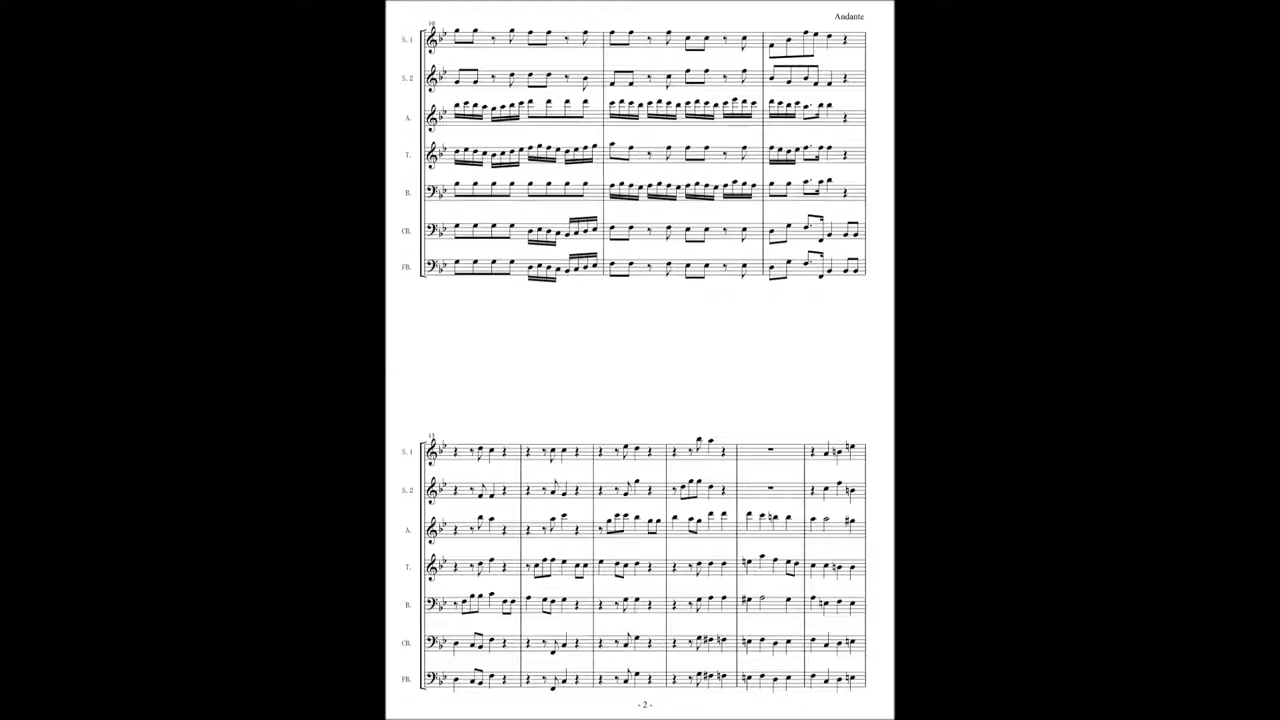 Andante
10
S. 1
S. 2
A.
T.
B.
CB.
FB.
13
S. 1
S. 2
A.
T.
B.
CB.
FB.
- 2 -